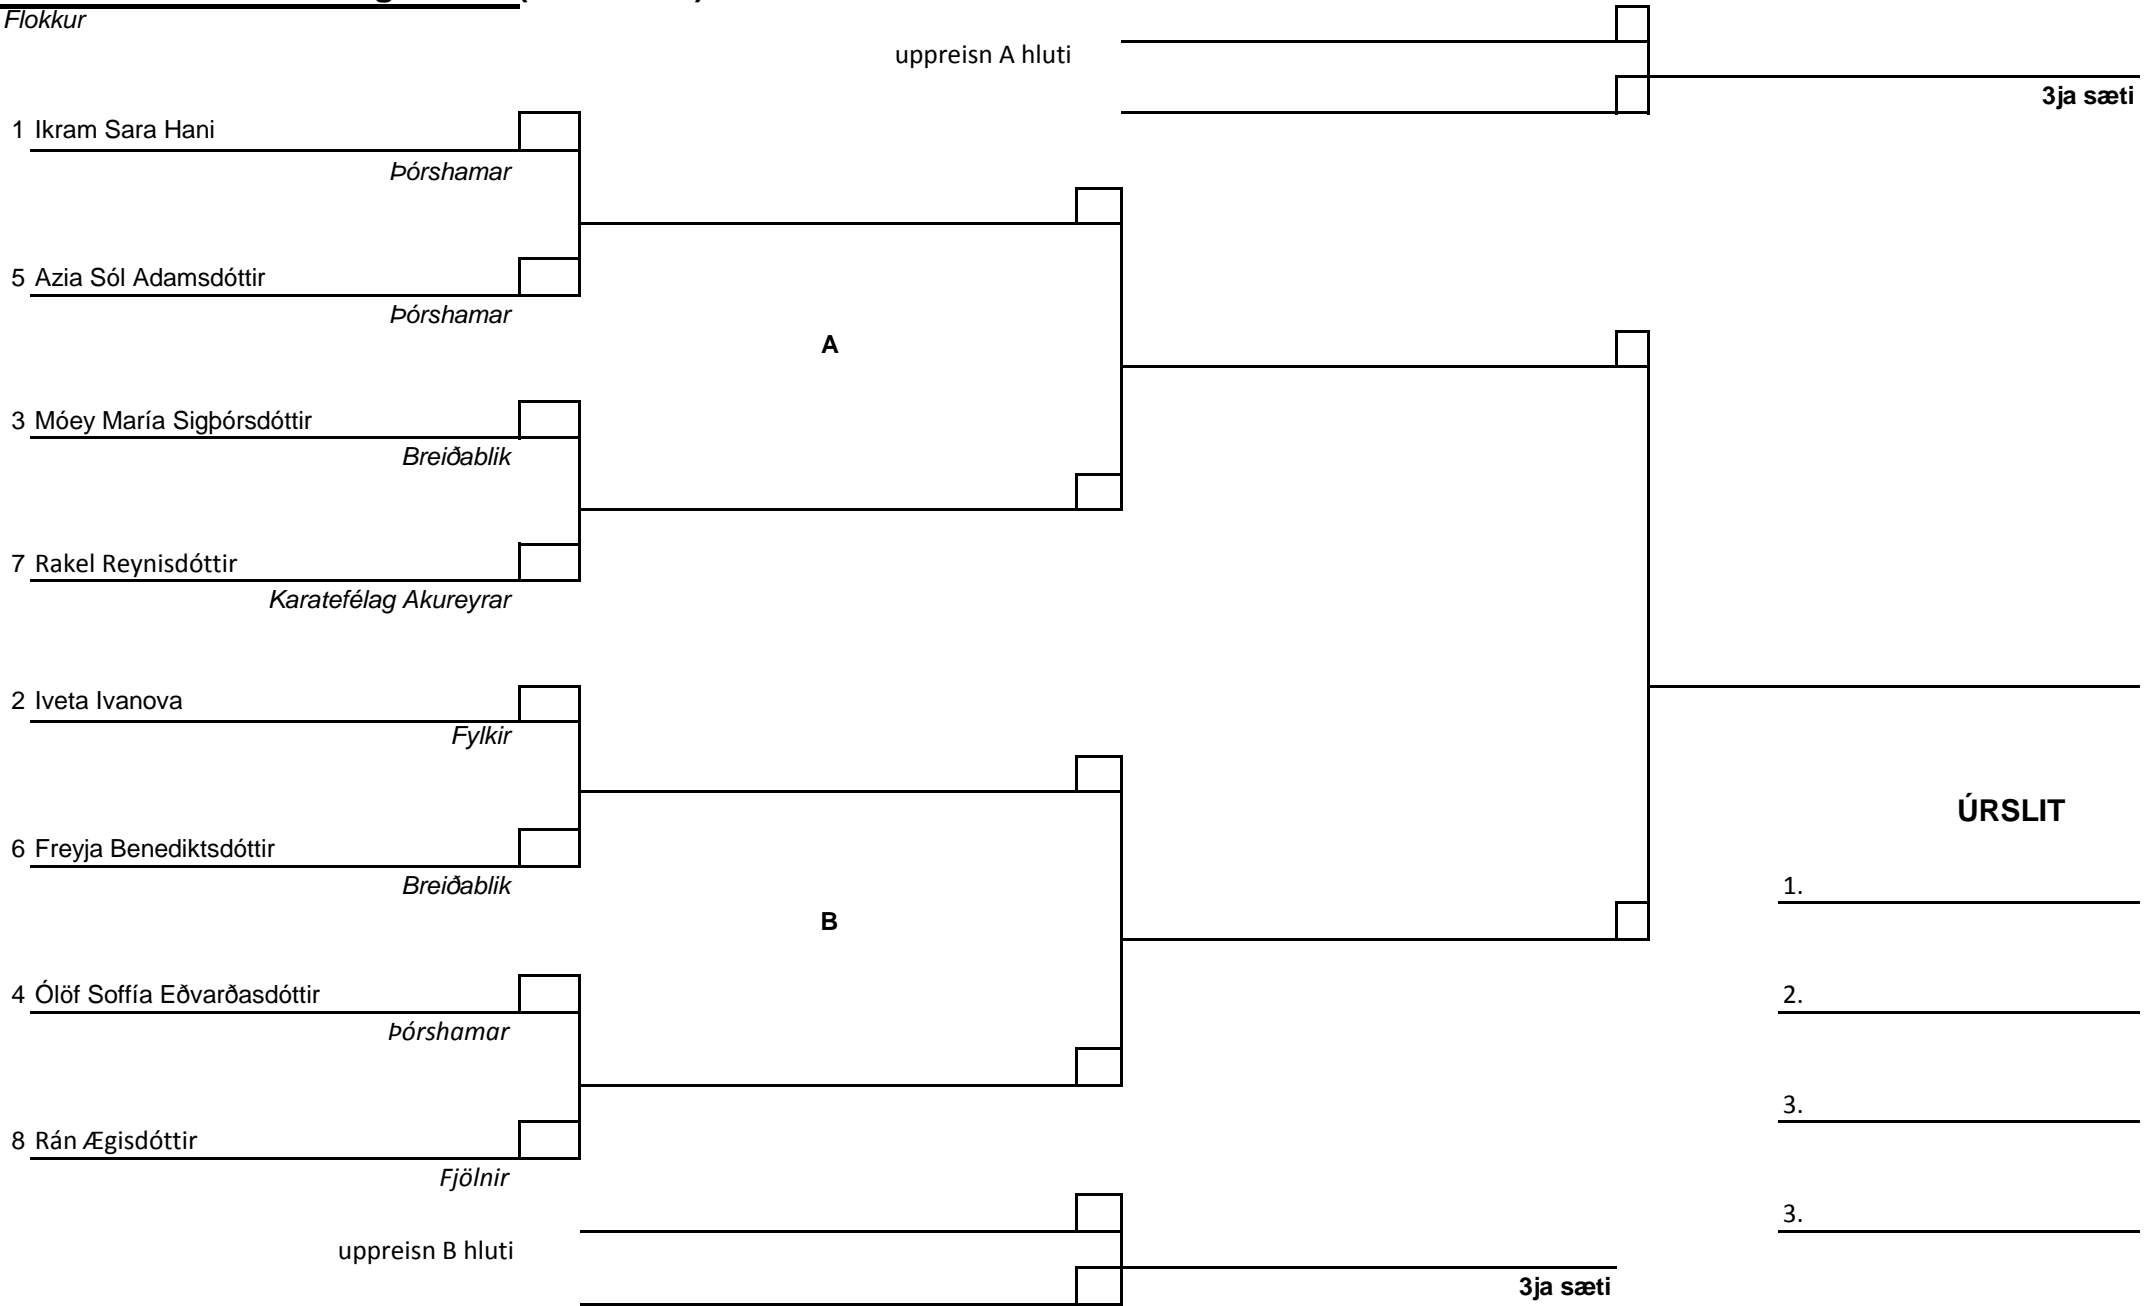 Flokkur
uppreisn A hluti
3ja sæti
1 Ikram Sara Hani
Þórshamar
5 Azia Sól Adamsdóttir
Þórshamar
A
3 Móey María Sigþórsdóttir
Breiðablik
7 Rakel Reynisdóttir
Karatefélag Akureyrar
2 Iveta Ivanova
Fylkir
ÚRSLIT
6 Freyja Benediktsdóttir
Breiðablik
1.
B
4 Ólöf Soffía Eðvarðasdóttir
2.
Þórshamar
3.
8 Rán Ægisdóttir
Fjölnir
3.
uppreisn B hluti
3ja sæti